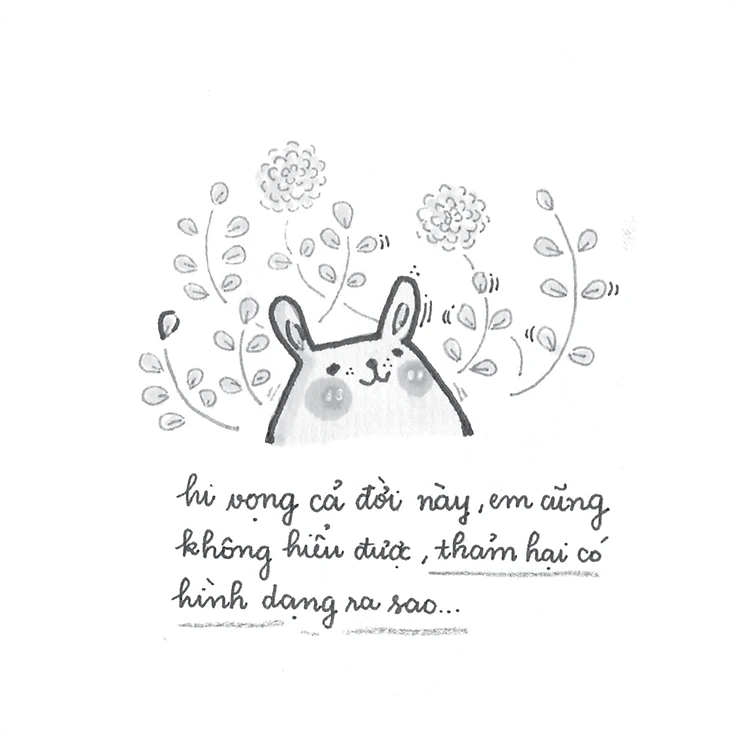 hi vọng cả đời này, em cũng
không hiểu được, thảm hại có
hình dạng ra sao...